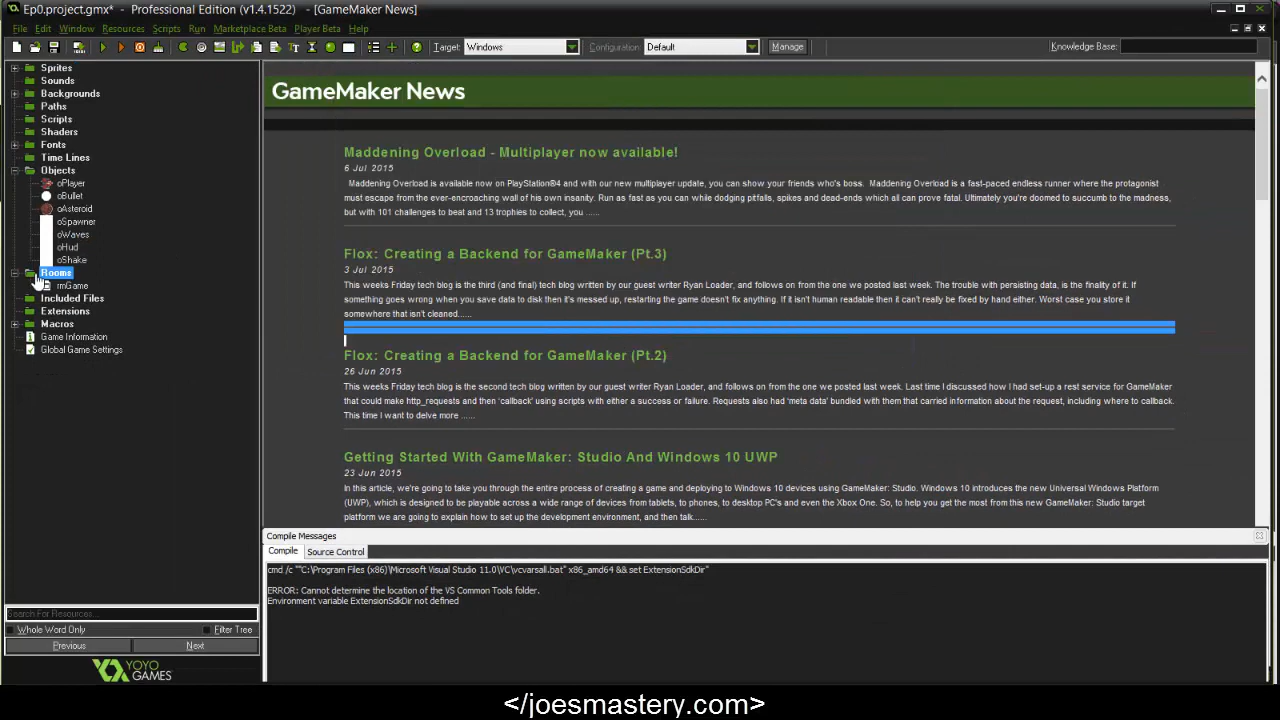 Ep0.project.gmx* - Professional Edition (v1.4.1522) - [GameMaker News]
File Edit Window Resources Scripts Run Marketplace Beta Player Beta Help
Target: Windows Configuration: Default Manage Knowledge Base:
Sprites
Sounds
Backgrounds
Paths
Scripts
Shaders
Fonts
Time Lines
Objects
oPlayer
oBullet
oAsteroid
oSpawner
oWaves
oHud
oShake
Rooms
rmGame
Included Files
Extensions
Macros
Game Information
Global Game Settings
Search For Resources...
Whole Word Only Filter Tree
Previous Next
YOYO
GAMES™
GameMaker News
Maddening Overload - Multiplayer now available!
6 Jul 2015
Maddening Overload is available now on PlayStation®4 and with our new multiplayer update, you can show your friends who's boss. Maddening Overload is a fast-paced endless runner where the protagonist
must escape from the ever-encroaching wall of his own insanity. Run as fast as you can while dodging pitfalls, spikes and dead-ends which all can prove fatal. Ultimately you're doomed to succumb to the madness,
but with 101 challenges to beat and 13 trophies to collect, you ......
Flox: Creating a Backend for GameMaker (Pt.3)
3 Jul 2015
This weeks Friday tech blog is the third (and final) tech blog written by our guest writer Ryan Loader, and follows on from the one we posted last week. The trouble with persisting data, is the finality of it. If
something goes wrong when you save data to disk then it's messed up, restarting the game doesn't fix anything. If it isn't human readable then it can't really be fixed by hand either. Worst case you store it
somewhere that isn't cleaned......
Flox: Creating a Backend for GameMaker (Pt.2)
26 Jun 2015
This weeks Friday tech blog is the second tech blog written by our guest writer Ryan Loader, and follows on from the one we posted last week. Last time I discussed how I had set-up a rest service for GameMaker
that could make http_requests and then 'callback' using scripts with either a success or failure. Requests also had 'meta data' bundled with them that carried information about the request, including where to callback.
This time I want to delve more ......
Getting Started With GameMaker: Studio And Windows 10 UWP
23 Jun 2015
In this article, we're going to take you through the entire process of creating a game and deploying to Windows 10 devices using GameMaker: Studio. Windows 10 introduces the new Universal Windows Platform
(UWP), which is designed to be playable across a wide range of devices from tablets, to phones, to desktop PC's and even the Xbox One. So, to help you get the most from this new GameMaker: Studio target
platform we are going to explain how to set up the development environment, and then talk......
Compile Messages
Compile Source Control
cmd /c ""C:\Program Files (x86)\Microsoft Visual Studio 11.0\VC\vcvarsall.bat" x86_amd64 && set ExtensionSdkDir"
ERROR: Cannot determine the location of the VS Common Tools folder.
Environment variable ExtensionSdkDir not defined
</joesmastery.com>